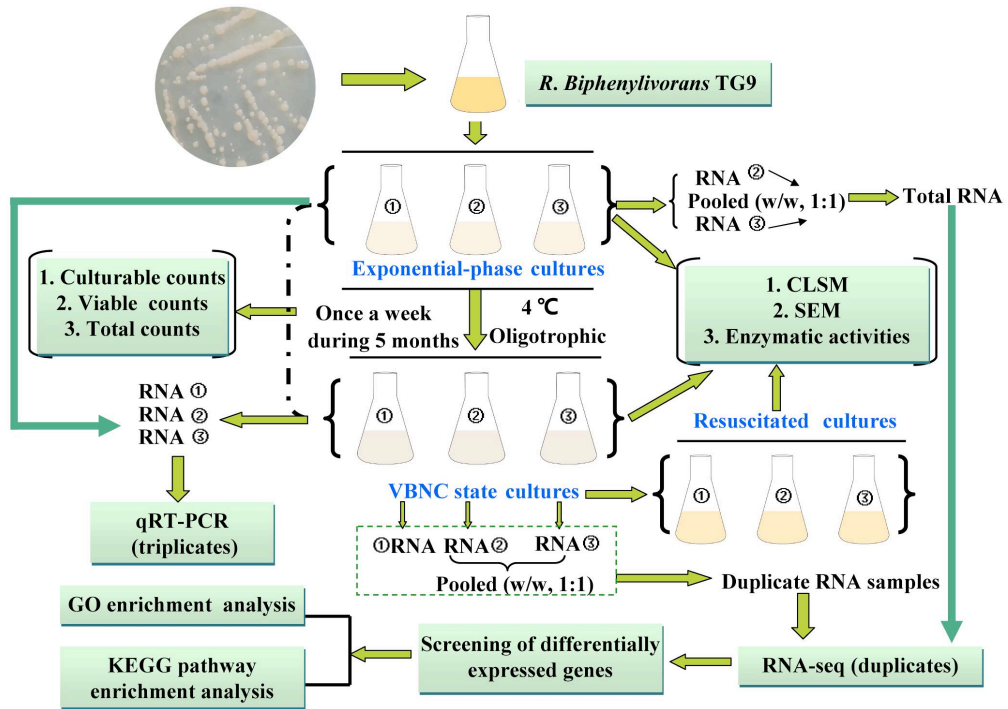 R. Biphenylivorans TG9
① ② ③
Exponential-phase cultures
RNA ②
Pooled (w/w, 1:1)
RNA ③
Total RNA
1. Culturable counts
2. Viable counts
3. Total counts
Once a week
during 5 months
4 ℃
Oligotrophic
1. CLSM
2. SEM
3. Enzymatic activities
RNA ①
RNA ②
RNA ③
① ② ③
VBNC state cultures
Resuscitated cultures
① ② ③
qRT-PCR
(triplicates)
①RNA RNA② RNA③
Pooled (w/w, 1:1)
Duplicate RNA samples
GO enrichment analysis
KEGG pathway
enrichment analysis
Screening of differentially
expressed genes
RNA-seq (duplicates)